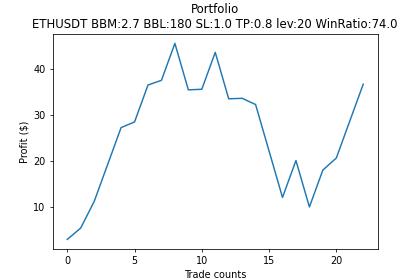 Portfolio
ETHUSDT BBM:2.7 BBL:180 SL:1.0 TP:0.8 lev:20 WinRatio:74.0
Profit ($)
40
30
20
10
0
5
10
15
20
Trade counts